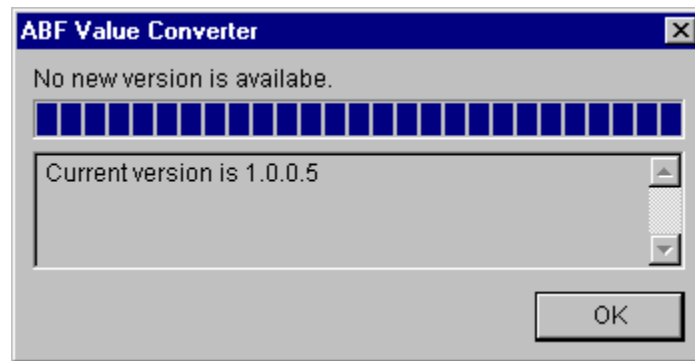 ABF Value Converter
No new version is availabe.
Current version is 1.0.0.5
OK